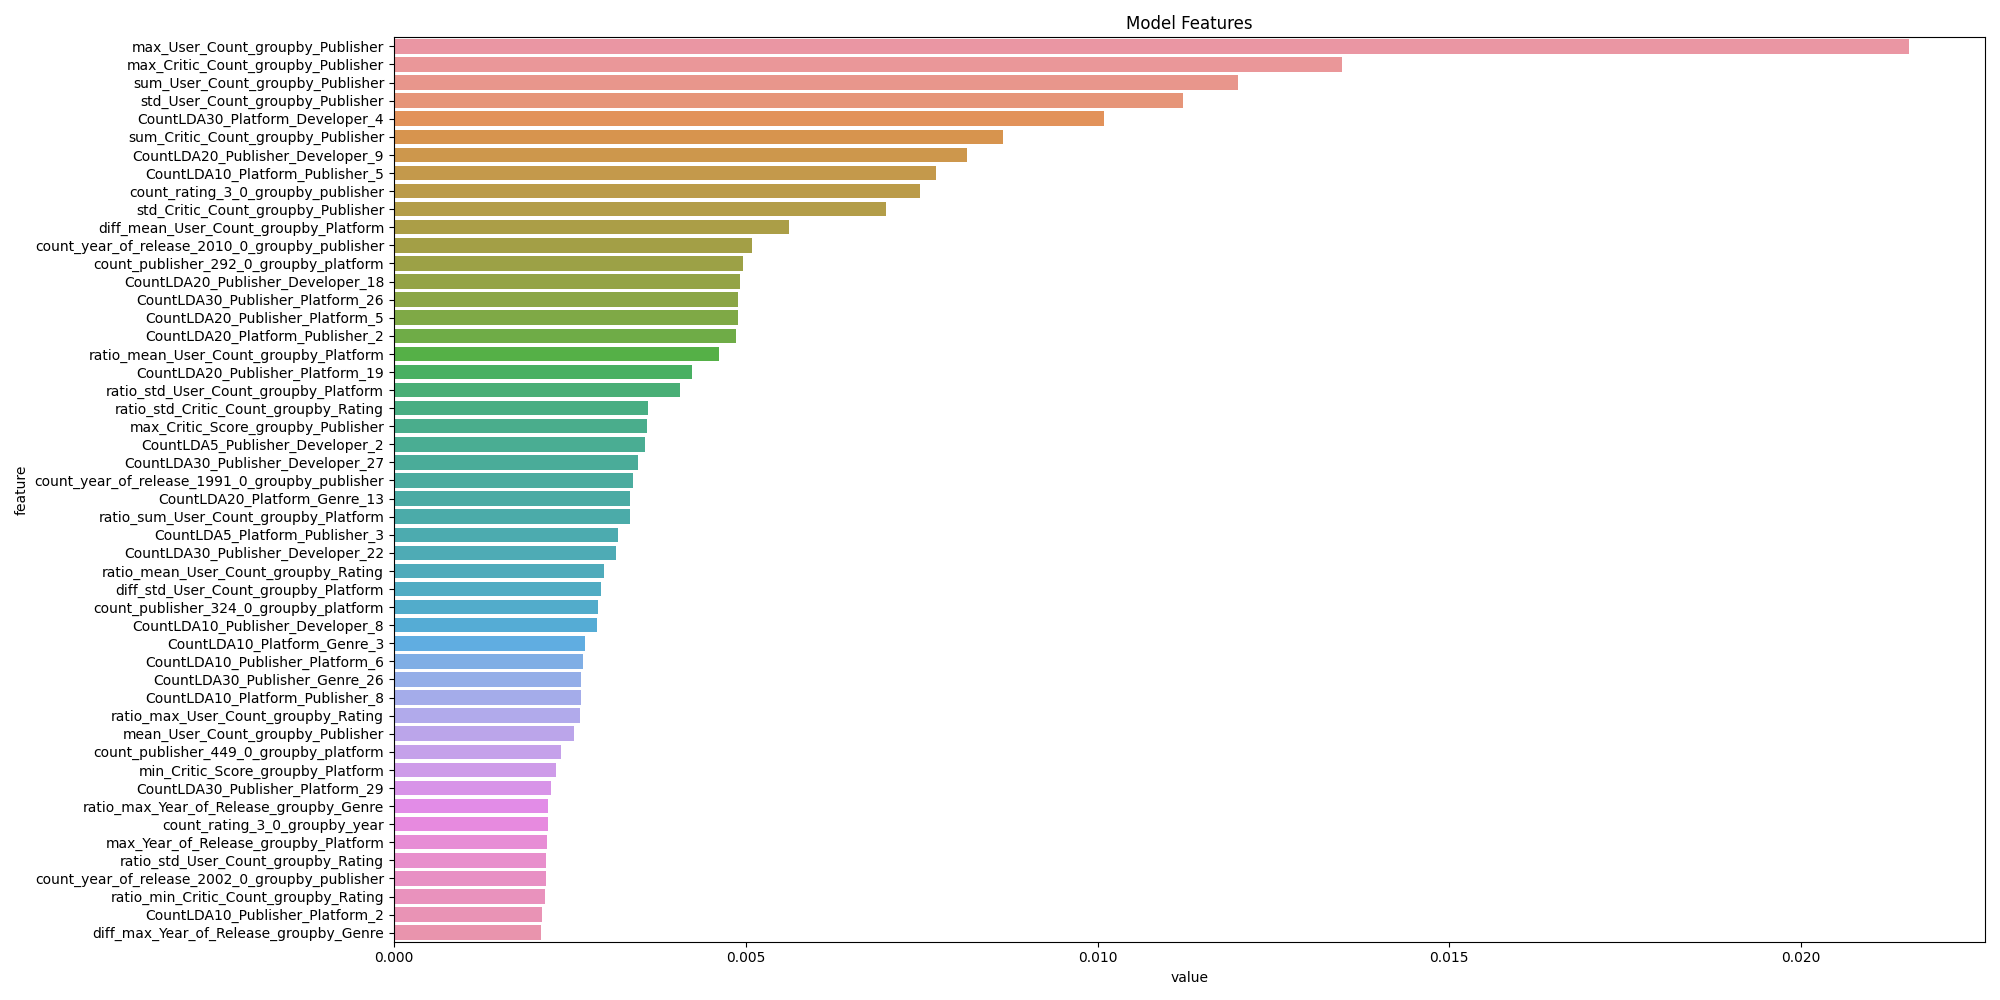 Model Features
max_User_Count_groupby_Publisher
max_Critic_Count_groupby_Publisher
sum_User_Count_groupby_Publisher
std_User_Count_groupby_Publisher
CountLDA30_Platform_Developer_4
sum_Critic_Count_groupby_Publisher
CountLDA20_Publisher_Developer_9
CountLDA10_Platform_Publisher_5
count_rating_3_0_groupby_publisher
std_Critic_Count_groupby_Publisher
diff_mean_User_Count_groupby_Platform
count_year_of_release_2010_0_groupby_publisher
count_publisher_292_0_groupby_platform
CountLDA20_Publisher_Developer_18
CountLDA30_Publisher_Platform_26
CountLDA20_Publisher_Platform_5
CountLDA20_Platform_Publisher_2
ratio_mean_User_Count_groupby_Platform
CountLDA20_Publisher_Platform_19
ratio_std_User_Count_groupby_Platform
ratio_std_Critic_Count_groupby_Rating
max_Critic_Score_groupby_Publisher
CountLDA5_Publisher_Developer_2
CountLDA30_Publisher_Developer_27
count_year_of_release_1991_0_groupby_publisher
CountLDA20_Platform_Genre_13
ratio_sum_User_Count_groupby_Platform
CountLDA5_Platform_Publisher_3
CountLDA30_Publisher_Developer_22
ratio_mean_User_Count_groupby_Rating
diff_std_User_Count_groupby_Platform
count_publisher_324_0_groupby_platform
CountLDA10_Publisher_Developer_8
CountLDA10_Platform_Genre_3
CountLDA10_Publisher_Platform_6
CountLDA30_Publisher_Genre_26
CountLDA10_Platform_Publisher_8
ratio_max_User_Count_groupby_Rating
mean_User_Count_groupby_Publisher
count_publisher_449_0_groupby_platform
min_Critic_Score_groupby_Platform
CountLDA30_Publisher_Platform_29
ratio_max_Year_of_Release_groupby_Genre
count_rating_3_0_groupby_year
max_Year_of_Release_groupby_Platform
ratio_std_User_Count_groupby_Rating
count_year_of_release_2002_0_groupby_publisher
ratio_min_Critic_Count_groupby_Rating
CountLDA10_Publisher_Platform_2
diff_max_Year_of_Release_groupby_Genre
feature
0.000 0.005 0.010 0.015 0.020
value